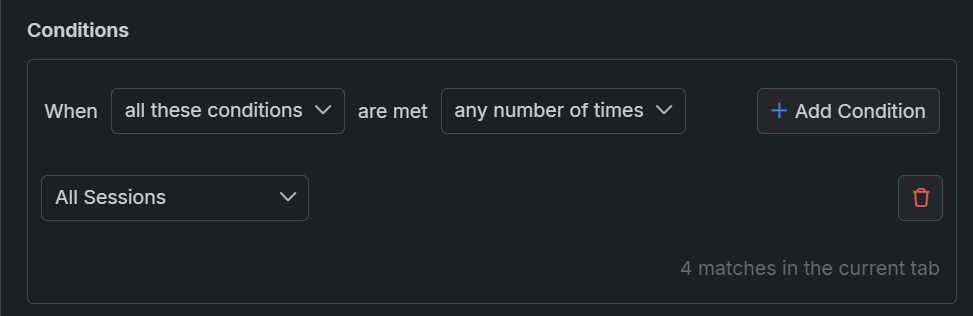 Conditions
When all these conditions are met any number of times + Add Condition
All Sessions
4 matches in the current tab